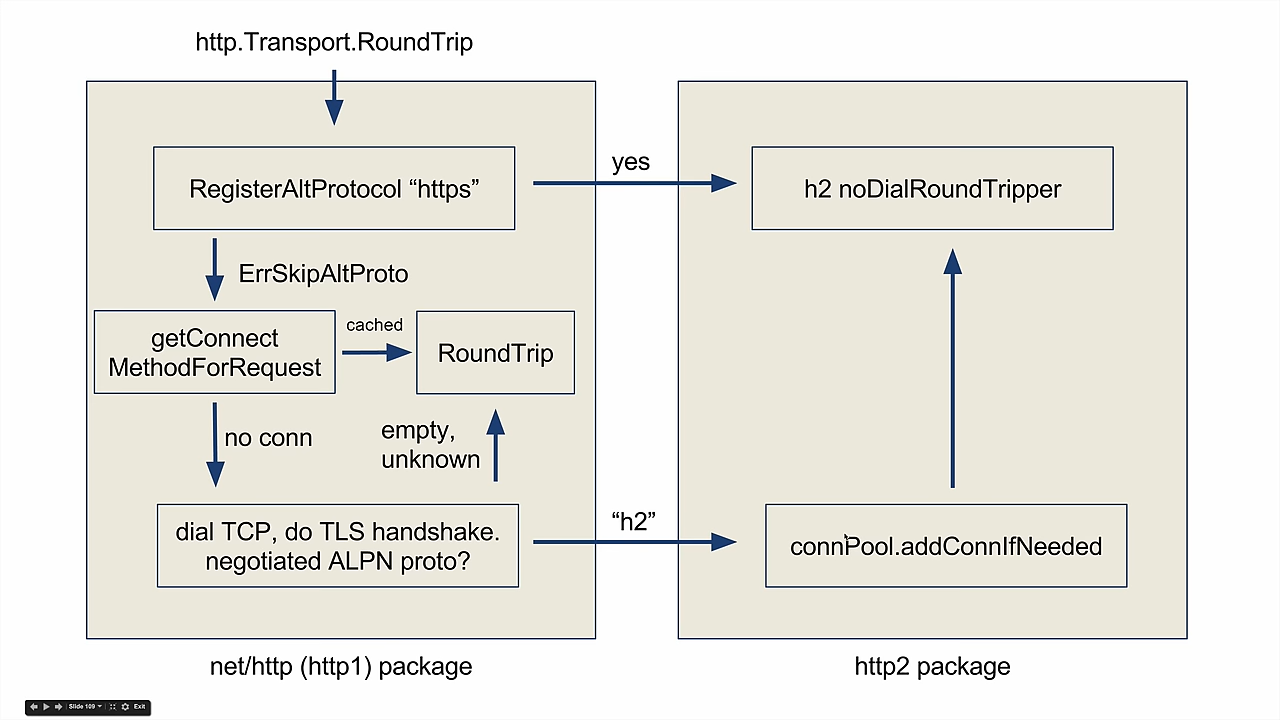 http.Transport.RoundTrip
yes
RegisterAltProtocol “https”
h2 noDialRoundTripper
ErrSkipAltProto
getConnect
MethodForRequest
cached
RoundTrip
no conn
empty,
unknown
dial TCP, do TLS handshake.
negotiated ALPN proto?
“h2”
connPool.addConnIfNeeded
net/http (http1) package
http2 package
Slide 109
Exit